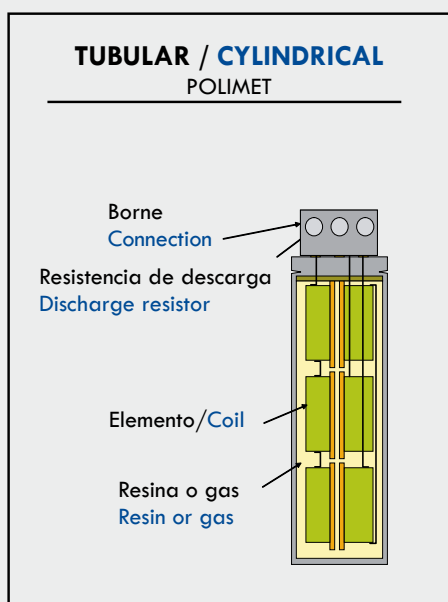 TUBULAR / CYLINDRICAL
POLIMET
Borne
Connection
Resistencia de descarga
Discharge resistor
Elemento/Coil
Resina o gas
Resin or gas